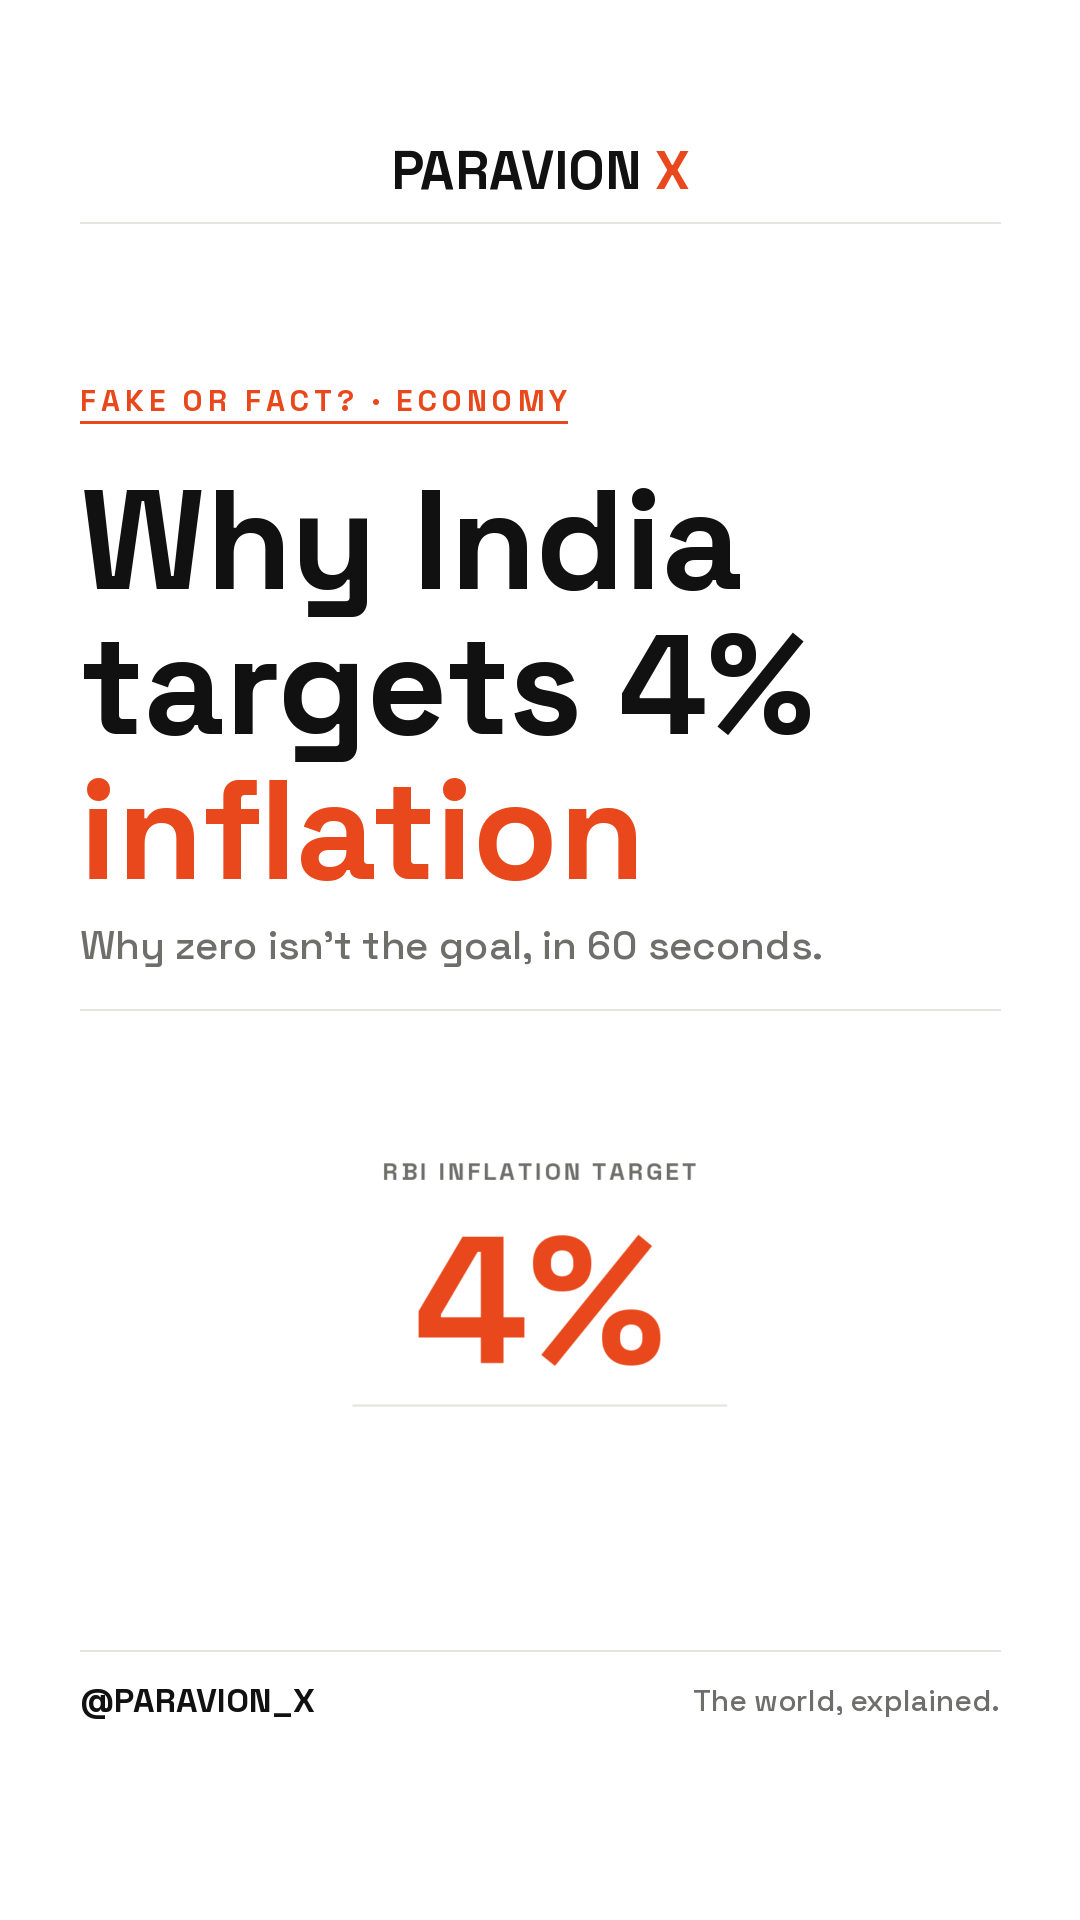 PARAVION X
FAKE OR FACT? · ECONOMY
Why India
targets 4%
inflation
Why zero isn’t the goal, in 60 seconds.
RBI INFLATION TARGET
4%
@PARAVION_X
The world, explained.